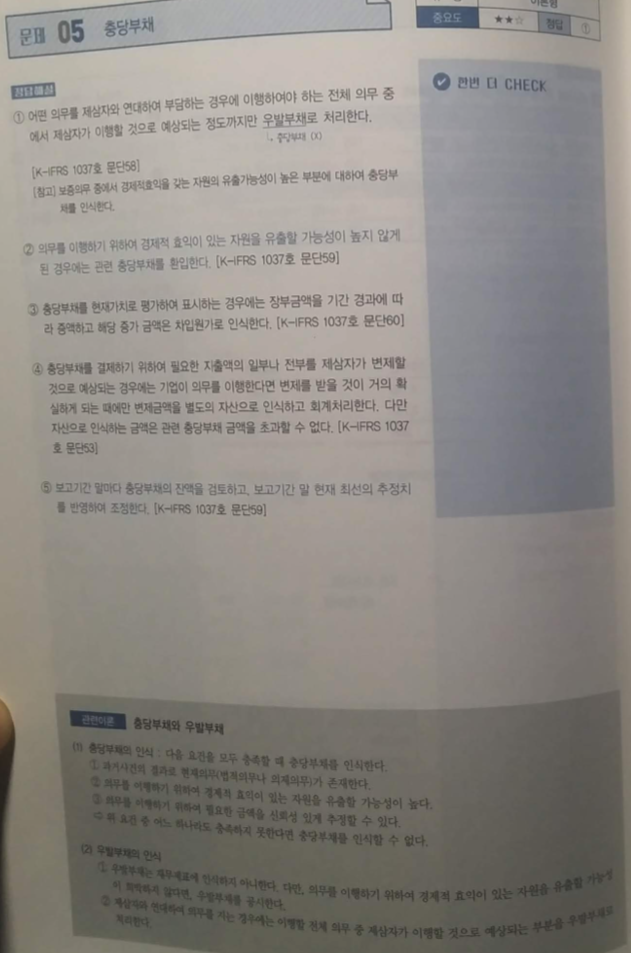 이론형
문제 05 충당부채
중요도 ★★☆ 정답 ①
정답해설
✔ 한번 더 CHECK
① 어떤 의무를 제삼자와 연대하여 부담하는 경우에 이행하여야 하는 전체 의무 중
에서 제삼자가 이행할 것으로 예상되는 정도까지만 우발부채로 처리한다.
↳ 충당부채 (X)
[K-IFRS 1037호 문단58]
[참고] 보증의무 중에서 경제적효익을 갖는 자원의 유출가능성이 높은 부분에 대하여 충당부
채를 인식한다.
② 의무를 이행하기 위하여 경제적 효익이 있는 자원을 유출할 가능성이 높지 않게
된 경우에는 관련 충당부채를 환입한다. [K-IFRS 1037호 문단59]
③ 충당부채를 현재가치로 평가하여 표시하는 경우에는 장부금액을 기간 경과에 따
라 증액하고 해당 증가 금액은 차입원가로 인식한다. [K-IFRS 1037호 문단60]
④ 충당부채를 결제하기 위하여 필요한 지출액의 일부나 전부를 제삼자가 변제할
것으로 예상되는 경우에는 기업이 의무를 이행한다면 변제를 받을 것이 거의 확
실하게 되는 때에만 변제금액을 별도의 자산으로 인식하고 회계처리한다. 다만
자산으로 인식하는 금액은 관련 충당부채 금액을 초과할 수 없다. [K-IFRS 1037
호 문단53]
⑤ 보고기간 말마다 충당부채의 잔액을 검토하고, 보고기간 말 현재 최선의 추정치
를 반영하여 조정한다. [K-IFRS 1037호 문단59]
관련이론 충당부채와 우발부채
(1) 충당부채의 인식 : 다음 요건을 모두 충족할 때 충당부채를 인식한다.
① 과거사건의 결과로 현재의무(법적의무나 의제의무)가 존재한다.
② 의무를 이행하기 위하여 경제적 효익이 있는 자원을 유출할 가능성이 높다.
③ 의무를 이행하기 위하여 필요한 금액을 신뢰성 있게 추정할 수 있다.
⇨ 위 요건 중 어느 하나라도 충족하지 못한다면 충당부채를 인식할 수 없다.
(2) 우발부채의 인식
① 우발부채는 재무제표에 인식하지 아니한다. 다만, 의무를 이행하기 위하여 경제적 효익이 있는 자원을 유출할 가능성
이 희박하지 않다면, 우발부채를 공시한다.
② 제삼자와 연대하여 의무를 지는 경우에는 이행할 전체 의무 중 제삼자가 이행할 것으로 예상되는 부분을 우발부채로
처리한다.